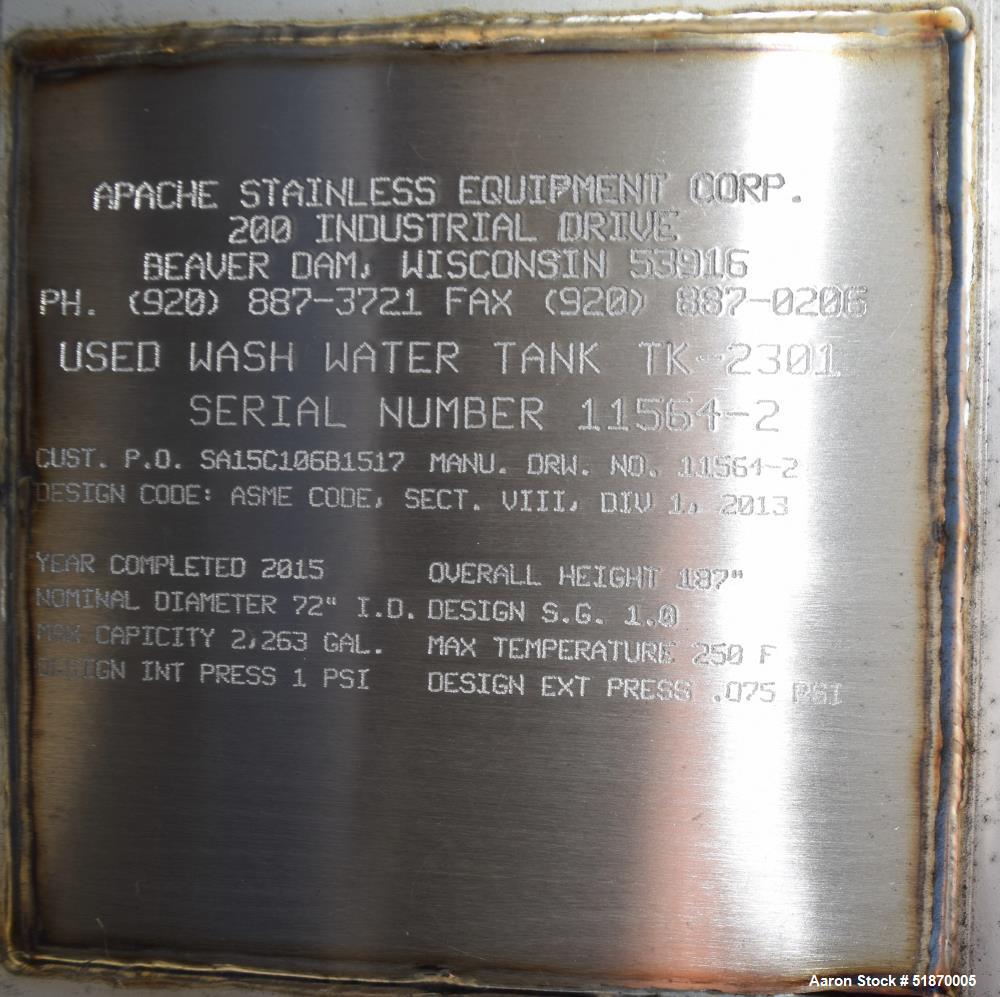 APACHE STAINLESS EQUIPMENT CORP.
200 INDUSTRIAL DRIVE
BEAVER DAM, WISCONSIN 53916
PH. (920) 887-3721 FAX (920) 887-0206
USED WASH WATER TANK TK-2301
SERIAL NUMBER 11564-2
CUST. P.O. SA15C106B1517 MANU. DRW. NO. 11564-2
DESIGN CODE: ASME CODE, SECT. VIII, DIV 1, 2013
YEAR COMPLETED 2015 OVERALL HEIGHT 187"
NOMINAL DIAMETER 72" I.D. DESIGN S.G. 1.0
MAX CAPICITY 2,263 GAL. MAX TEMPERATURE 250 F
DESIGN INT PRESS 1 PSI DESIGN EXT PRESS .075 PSI
Aaron Stock # 51870005